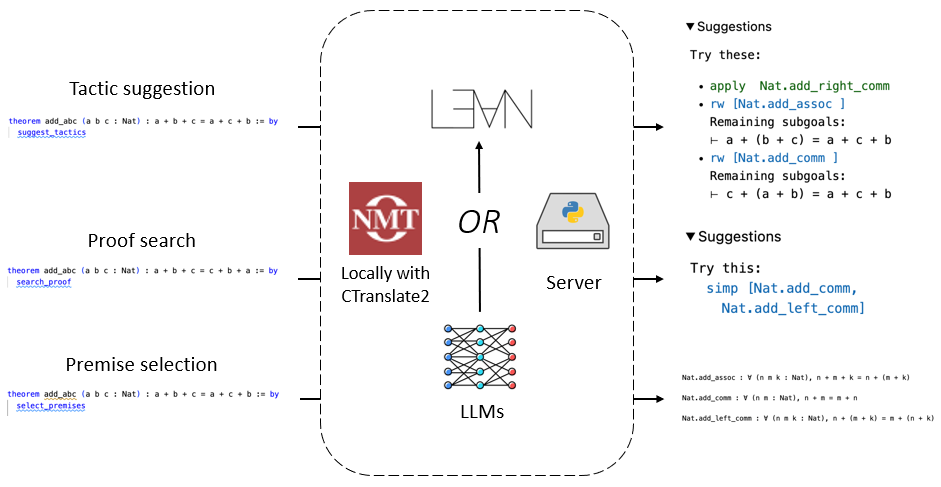 Tactic suggestion
theorem add_abc (a b c : Nat) : a + b + c = a + c + b := by
suggest_tactics
Proof search
theorem add_abc (a b c : Nat) : a + b + c = c + b + a := by
search_proof
Premise selection
theorem add_abc (a b c : Nat) : a + b + c = a + c + b := by
select_premises
L∃∀N
NMT
Locally with
CTranslate2
OR
Server
LLMs
▼ Suggestions
Try these:
• apply Nat.add_right_comm
• rw [Nat.add_assoc ]
Remaining subgoals:
⊢ a + (b + c) = a + c + b
• rw [Nat.add_comm ]
Remaining subgoals:
⊢ c + (a + b) = a + c + b
▼ Suggestions
Try this:
simp [Nat.add_comm,
Nat.add_left_comm]
Nat.add_assoc : ∀ (n m k : Nat), n + m + k = n + (m + k)
Nat.add_comm : ∀ (n m : Nat), n + m = m + n
Nat.add_left_comm : ∀ (n m k : Nat), n + (m + k) = m + (n + k)